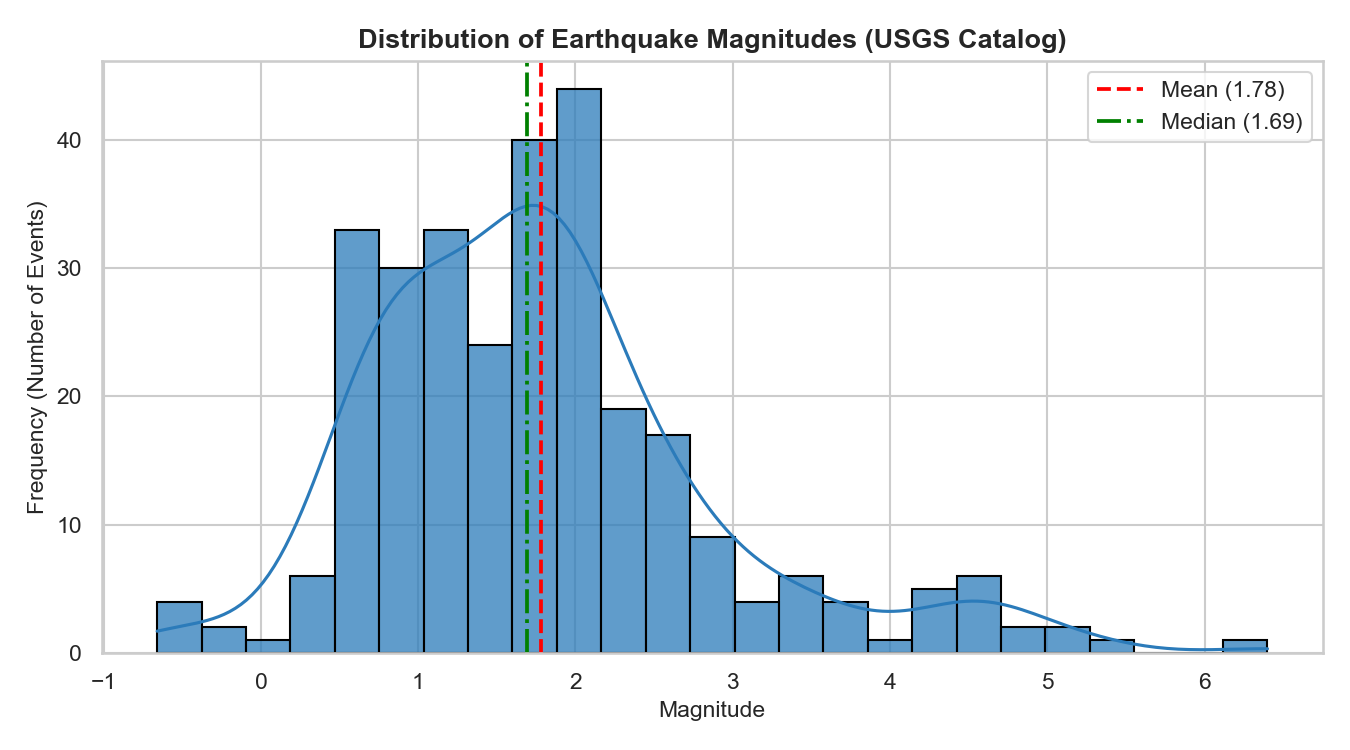 Distribution of Earthquake Magnitudes (USGS Catalog)
Mean (1.78)
Median (1.69)
Frequency (Number of Events)
40
30
20
10
0
−1 0 1 2 3 4 5 6
Magnitude